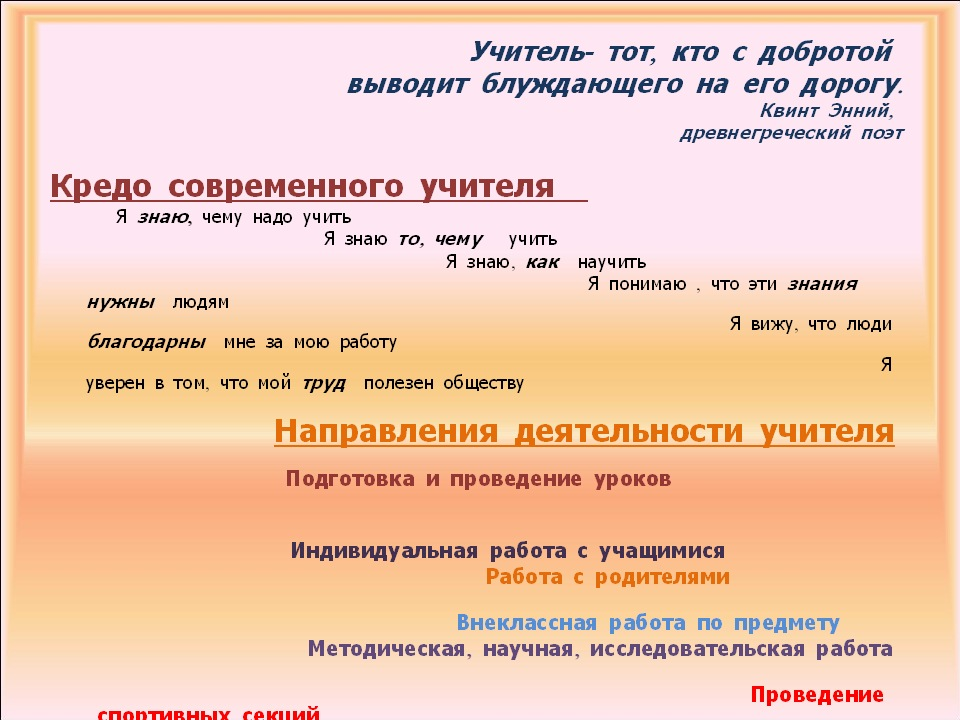 Учитель- тот, кто с добротой
выводит блуждающего на его дорогу.
Квинт Энний,
древнегреческий поэт
Кредо современного учителя
Я знаю, чему надо учить
Я знаю то, чему учить
Я знаю, как научить
Я понимаю , что эти знания
нужны людям
Я вижу, что люди
благодарны мне за мою работу
Я
уверен в том, что мой труд полезен обществу
Направления деятельности учителя
Подготовка и проведение уроков
Индивидуальная работа с учащимися
Работа с родителями
Внеклассная работа по предмету
Методическая, научная, исследовательская работа
Проведение
спортивных секций